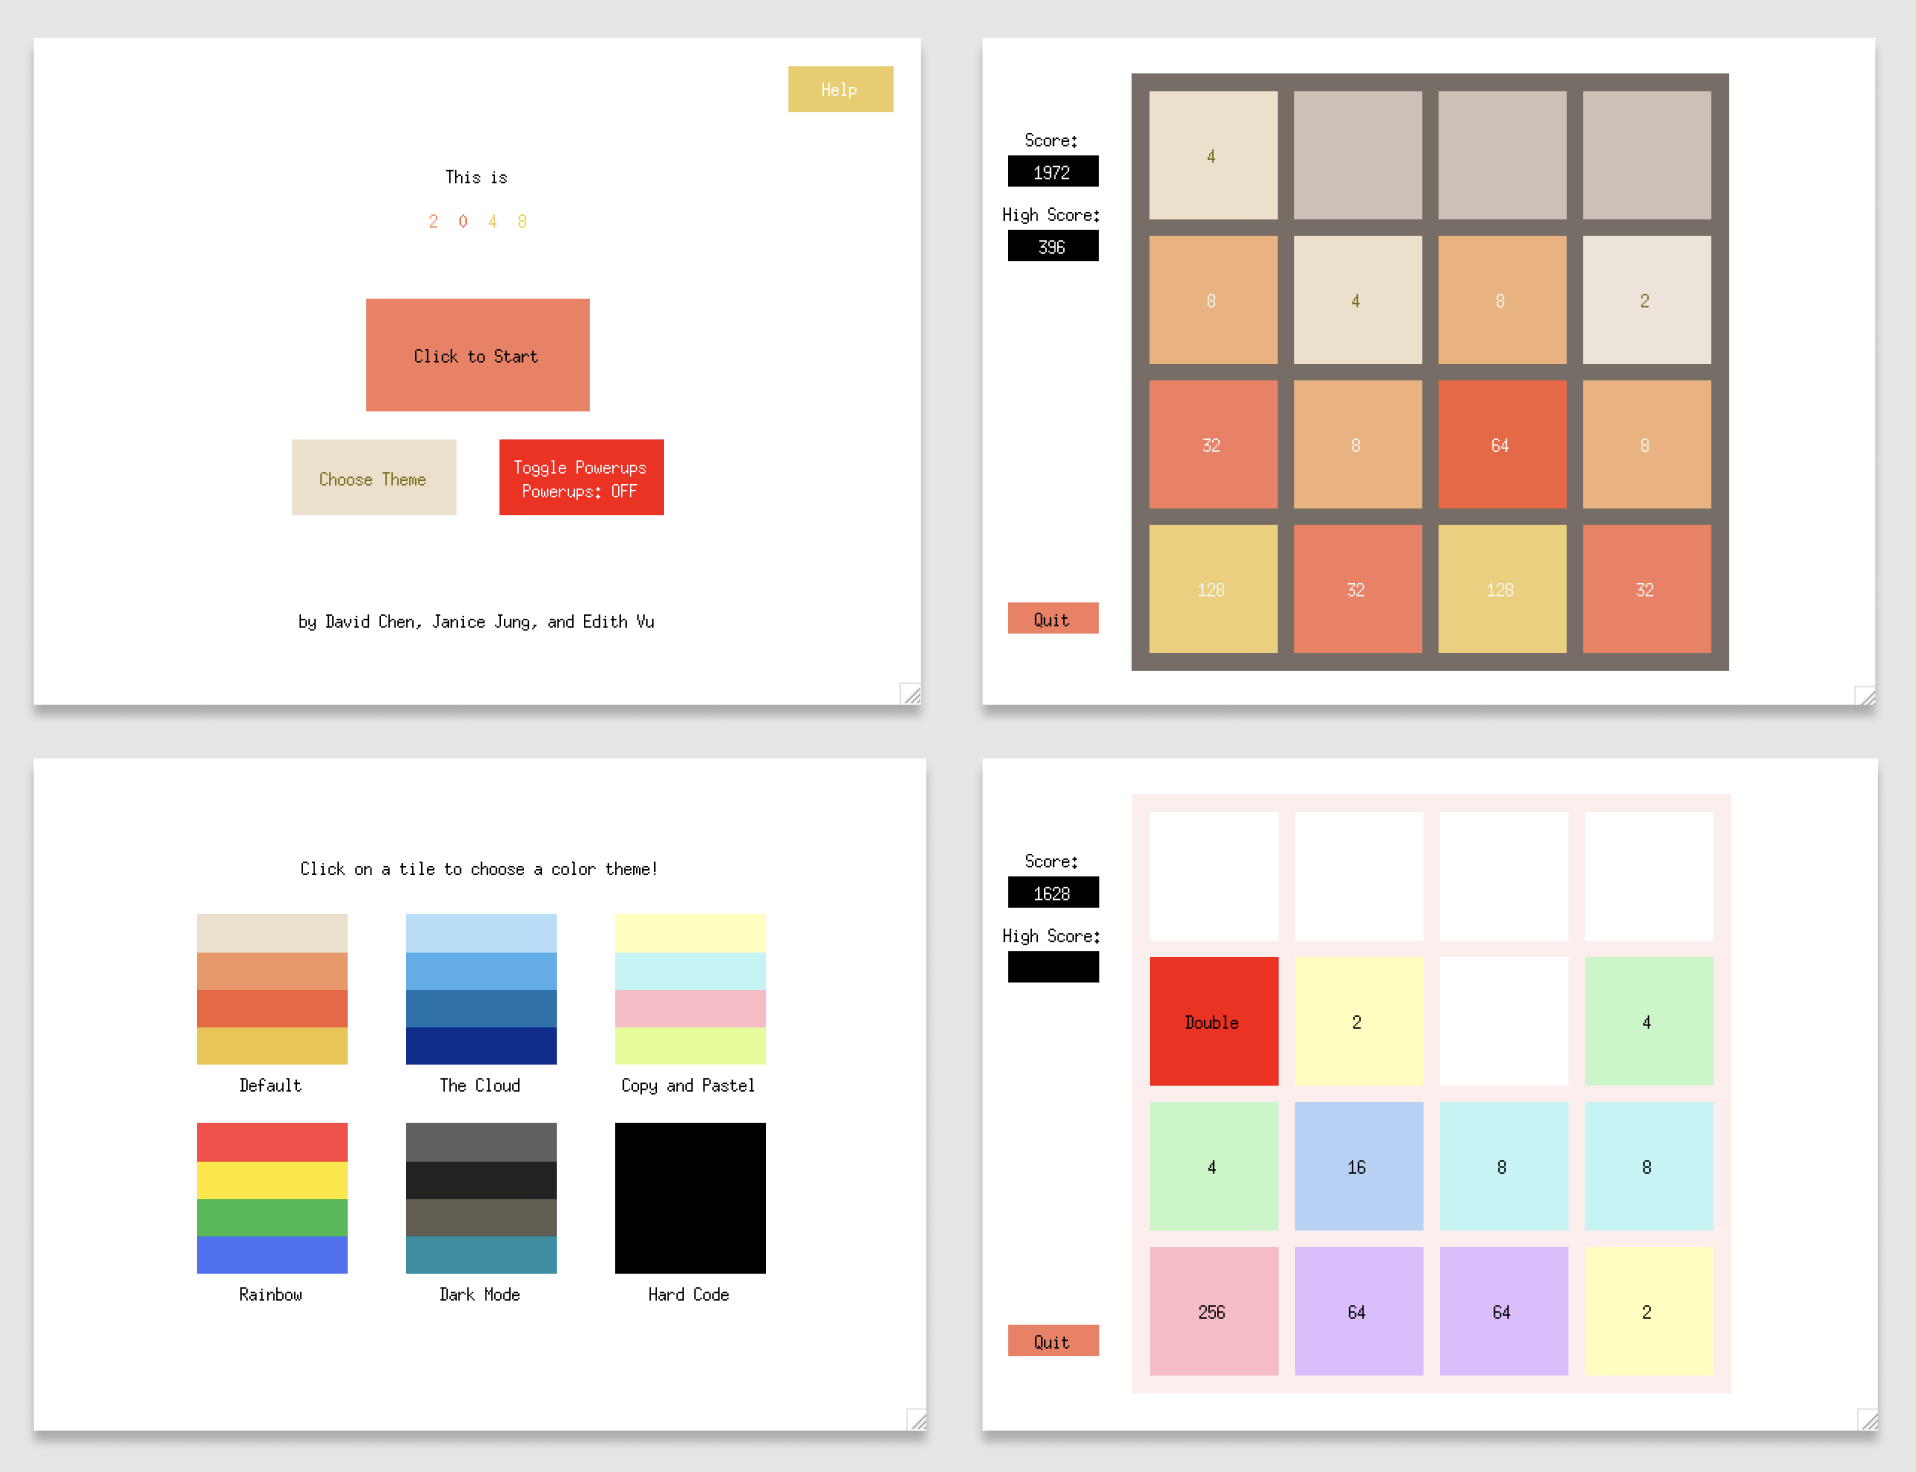 Help
This is
2 0 4 8
Click to Start
Choose Theme
Toggle Powerups
Powerups: OFF
by David Chen, Janice Jung, and Edith Vu
Score:
1972
High Score:
396
Quit
4
8 4 8 2
32 8 64 8
128 32 128 32
Click on a tile to choose a color theme!
Default The Cloud Copy and Pastel
Rainbow Dark Mode Hard Code
Score:
1628
High Score:
Quit
Double 2 4
4 16 8 8
256 64 64 2